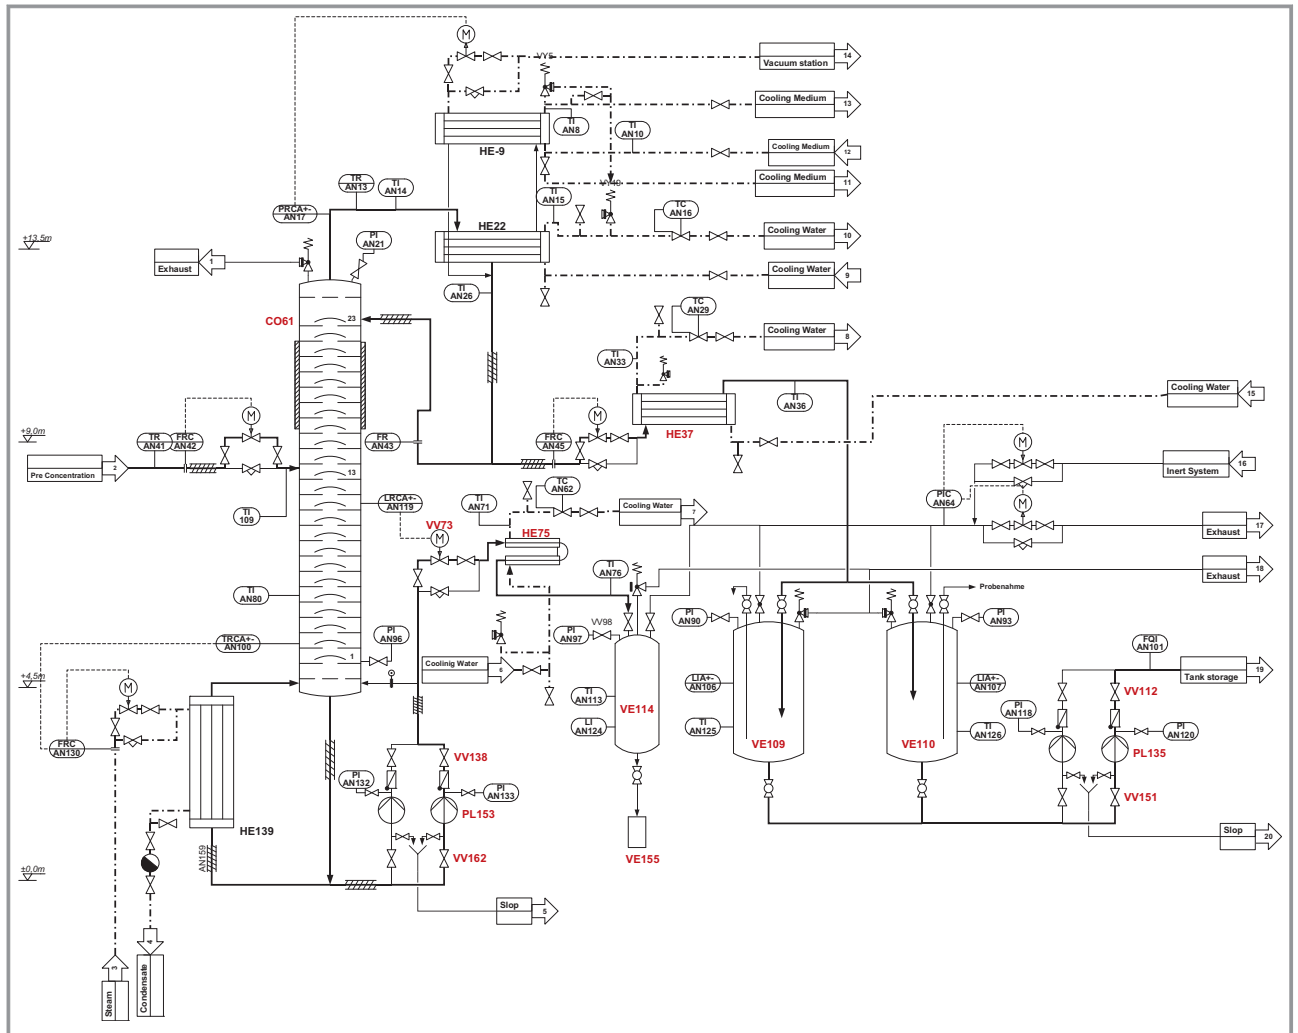 M
VY5
Vacuum station
14
Cooling Medium
13
TI
AN8
TI
AN10
Cooling Medium
12
HE-9
Cooling Medium
11
TR
AN13
TI
AN14
TI
AN15
VY49
PRCA+-
AN17
TC
AN16
HE22
Cooling Water
10
+13,5m
PI
AN21
Exhaust
1
Cooling Water
9
TI
AN26
CO61
23
TC
AN29
Cooling Water
8
TI
AN33
TI
AN36
Cooling Water
15
HE37
M
M
+9,0m
TR
AN41
FRC
AN42
FR
AN43
FRC
AN45
M
Pre Concentration
2
13
Inert System
16
TC
AN62
PIC
AN64
LRCA+-
AN119
TI
AN71
Cooling Water
7
M
TI
109
VV73
M
HE75
Exhaust
17
TI
AN76
Exhaust
18
TI
AN80
Probenahme
PI
AN90
PI
AN93
VV98
PI
AN97
PI
AN96
TRCA+-
AN100
1
FQI
AN101
Coolinig Water
6
Tank storage
19
+4,5m
M
LIA+-
AN106
LIA+-
AN107
TI
AN113
VE114
VV112
PI
AN118
LI
AN124
TI
AN125
TI
AN126
PI
AN120
VE109
VE110
PL135
FRC
AN130
VV138
PI
AN132
PI
AN133
VV151
PL153
HE139
Slop
20
VE155
VV162
AN159
±0,0m
Slop
5
4
Condensate
3
Steam